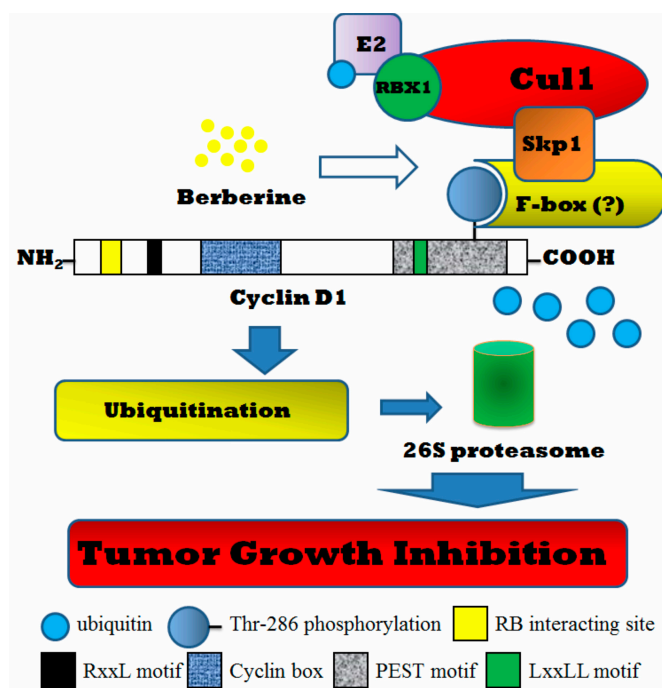 E2
RBX1
Cul1
Skp1
Berberine
F-box (?)
NH2
COOH
Cyclin D1
Ubiquitination
26S proteasome
Tumor Growth Inhibition
ubiquitin
Thr-286 phosphorylation
RB interacting site
RxxL motif
Cyclin box
PEST motif
LxxLL motif